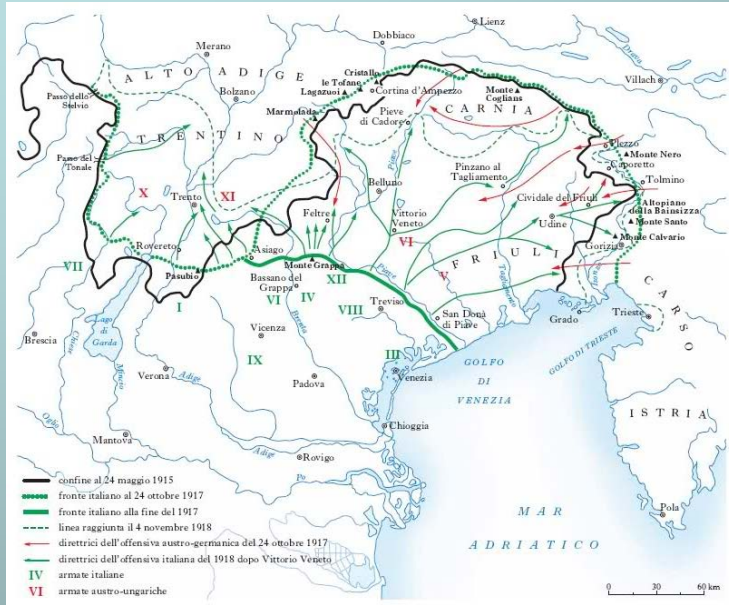 Lienz
Dobbiaco
Drava
Merano
Villach
ALTO ADIGE
Cristallo
le Tofane
Lagazuoi
Cortina d'Ampezzo
Monte
Coglians
Passo dello
Stelvio
Bolzano
CARNIA
Marmolada
Pieve
di Cadore
Plezzo
TRENTINO
Monte Nero
Caporetto
Passo del
Tonale
Piave
Pinzano al
Tagliamento
Tolmino
Belluno
X
XI
Trento
Cividale del Friuli
Altopiano
della Bainsizza
Feltre
Vittorio
Veneto
Udine
Monte Santo
Rovereto
VI
Gorizia
Monte Calvario
Asiago
FRIULI
VII
Pasubio
Monte Grappa
XII
Piave
V
Tagliamento
Bassano del
Grappa
VI
IV
I
VIII
Treviso
San Donà
di Piave
Grado
Trieste
CARSO
Lago
di
Garda
Vicenza
Brenta
GOLFO DI TRIESTE
Brescia
Chiese
IX
III
GOLFO
DI
VENEZIA
Mincio
Verona
Adige
Padova
Venezia
ISTRIA
Oglio
Mantova
Chioggia
Adige
Rovigo
Po
Pola
MAR
ADRIATICO
confine al 24 maggio 1915
fronte italiano al 24 ottobre 1917
fronte italiano alla fine del 1917
linea raggiunta il 4 novembre 1918
direttrici dell'offensiva austro-germanica del 24 ottobre 1917
direttrici dell'offensiva italiana del 1918 dopo Vittorio Veneto
IV armate italiane
VI armate austro-ungariche
0 30 60 km